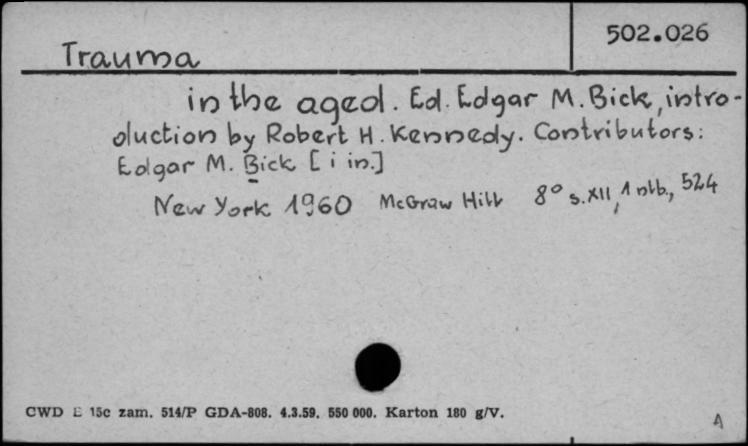 502.026
Trauma
in the aged. Ed. Edgar M. Bick, intro-
duction by Robert H. Kennedy. Contributors:
Edgar M. Bick [i in.]
New York 1960 McGraw Hill 8° s. XII, 1 nlb., 524
CWD E 15c zam. 514/P GDA-808. 4.3.59. 550 000. Karton 180 g/V.
A